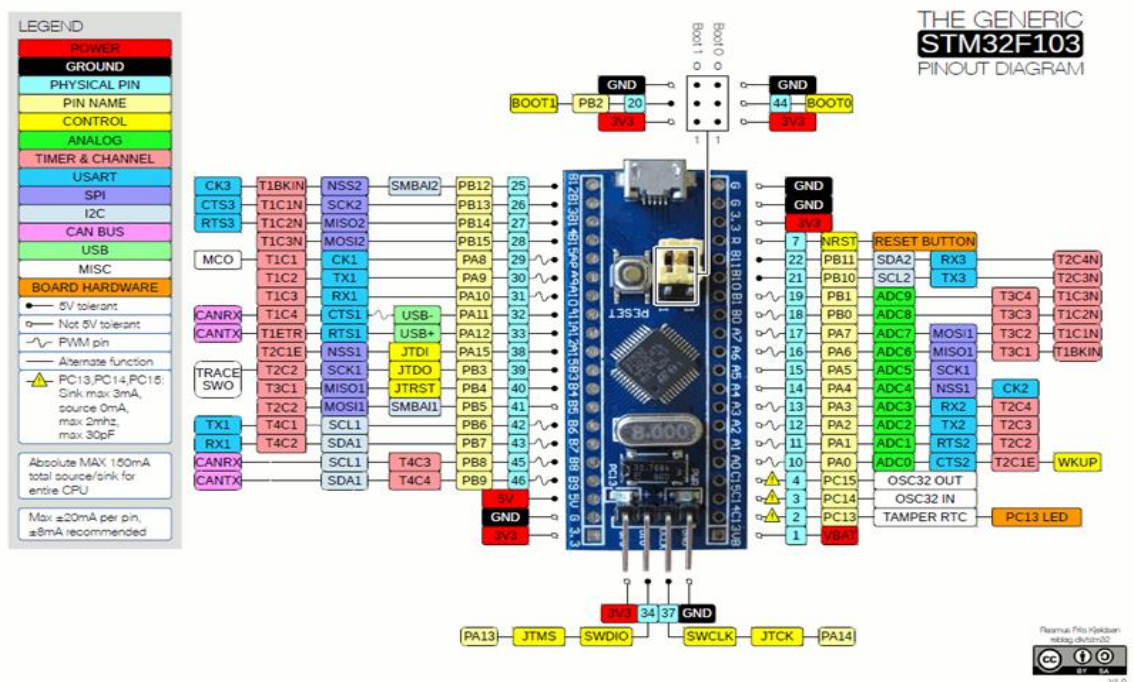 LEGEND
POWER
GROUND
PHYSICAL PIN
PIN NAME
CONTROL
ANALOG
TIMER & CHANNEL
USART
SPI
I2C
CAN BUS
USB
MISC
BOARD HARDWARE
5V tolerant
Not 5V tolerant
PWM pin
Alternate function
PC13,PC14,PC15:
Sink max 3mA,
source 0mA,
max 2mhz,
max 30pF
Absolute MAX 150mA
total source/sink for
entire CPU
Max ±20mA per pin,
±8mA recommended
THE GENERIC
STM32F103
PINOUT DIAGRAM
Boot 1 Boot 0
GND GND
BOOT1 PB2 20 44 BOOT0
3V3 3V3
1 1
CK3 T1BKIN NSS2 SMBAI2 PB12 25
CTS3 T1C1N SCK2 PB13 26
RTS3 T1C2N MISO2 PB14 27
T1C3N MOSI2 PB15 28
MCO T1C1 CK1 PA8 29
T1C2 TX1 PA9 30
T1C3 RX1 PA10 31
CANRX T1C4 CTS1 USB- PA11 32
CANTX T1ETR RTS1 USB+ PA12 33
T2C1E NSS1 JTDI PA15 38
TRACE SWO T2C2 SCK1 JTDO PB3 39
T3C1 MISO1 JTRST PB4 40
T2C2 MOSI1 SMBAI1 PB5 41
TX1 T4C1 SCL1 PB6 42
RX1 T4C2 SDA1 PB7 43
CANRX SCL1 T4C3 PB8 45
CANTX SDA1 T4C4 PB9 46
5V
GND
3V3
RESET
8.000
GND
GND
3V3
7 NRST RESET BUTTON
22 PB11 SDA2 RX3 T2C4N
21 PB10 SCL2 TX3 T2C3N
19 PB1 ADC9 T3C4 T1C3N
18 PB0 ADC8 T3C3 T1C2N
17 PA7 ADC7 MOSI1 T3C2 T1C1N
16 PA6 ADC6 MISO1 T3C1 T1BKIN
15 PA5 ADC5 SCK1
14 PA4 ADC4 NSS1 CK2
13 PA3 ADC3 RX2 T2C4
12 PA2 ADC2 TX2 T2C3
11 PA1 ADC1 RTS2 T2C2
10 PA0 ADC0 CTS2 T2C1E WKUP
4 PC15 OSC32 OUT
3 PC14 OSC32 IN
2 PC13 TAMPER RTC PC13 LED
1 VBAT
3V3 34 37 GND
PA13 JTMS SWDIO SWCLK JTCK PA14
reblag.dk/stm32
CC BY SA